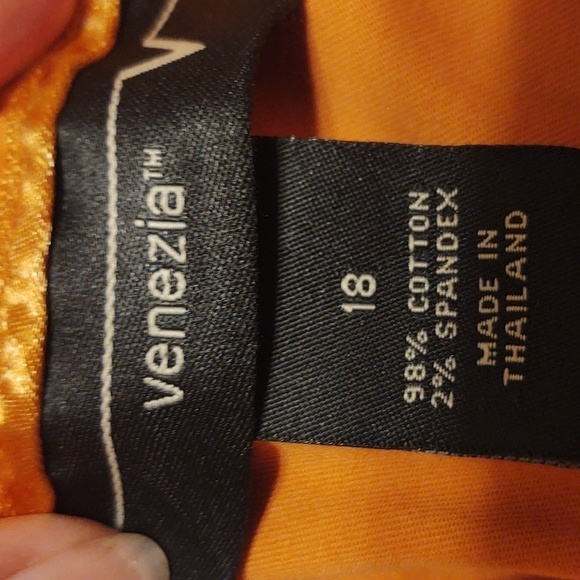 venezia™
18
98% COTTON
2% SPANDEX
MADE IN
THAILAND